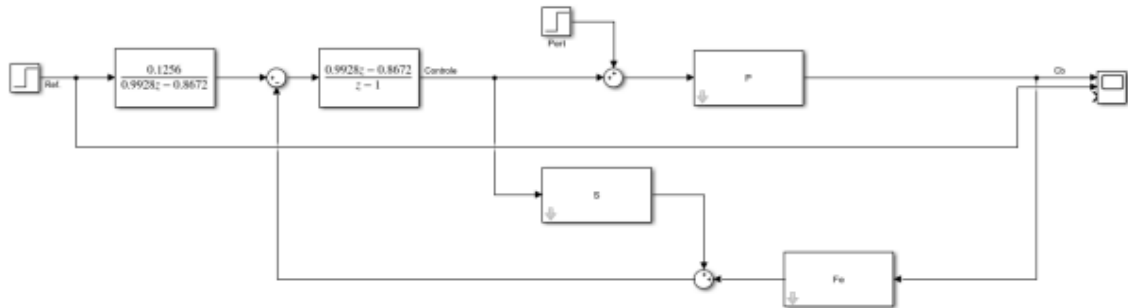 Pert
0.1256
0.9928z − 0.8672
0.9928z − 0.8672
z − 1
Controle
P
Cb
Ref.
S
Fe